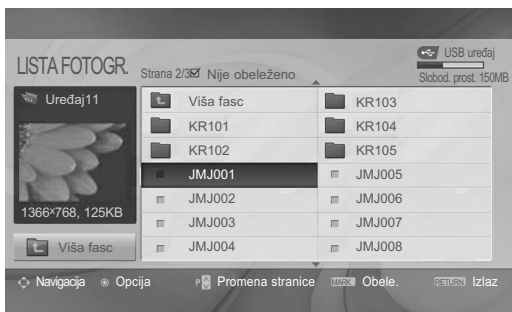 USB uređaj
LISTA FOTOGR.
Strana 2/3 Nije obeleženo
Slobod. prost. 150MB
Uređaj11
Viša fasc
KR103
KR101
KR104
KR102
KR105
JMJ001
JMJ005
JMJ002
JMJ006
JMJ003
JMJ007
JMJ004
JMJ008
1366x768, 125KB
Viša fasc
Navigacija
Opcija
P Promena stranice
MARK Obele.
RETURN Izlaz